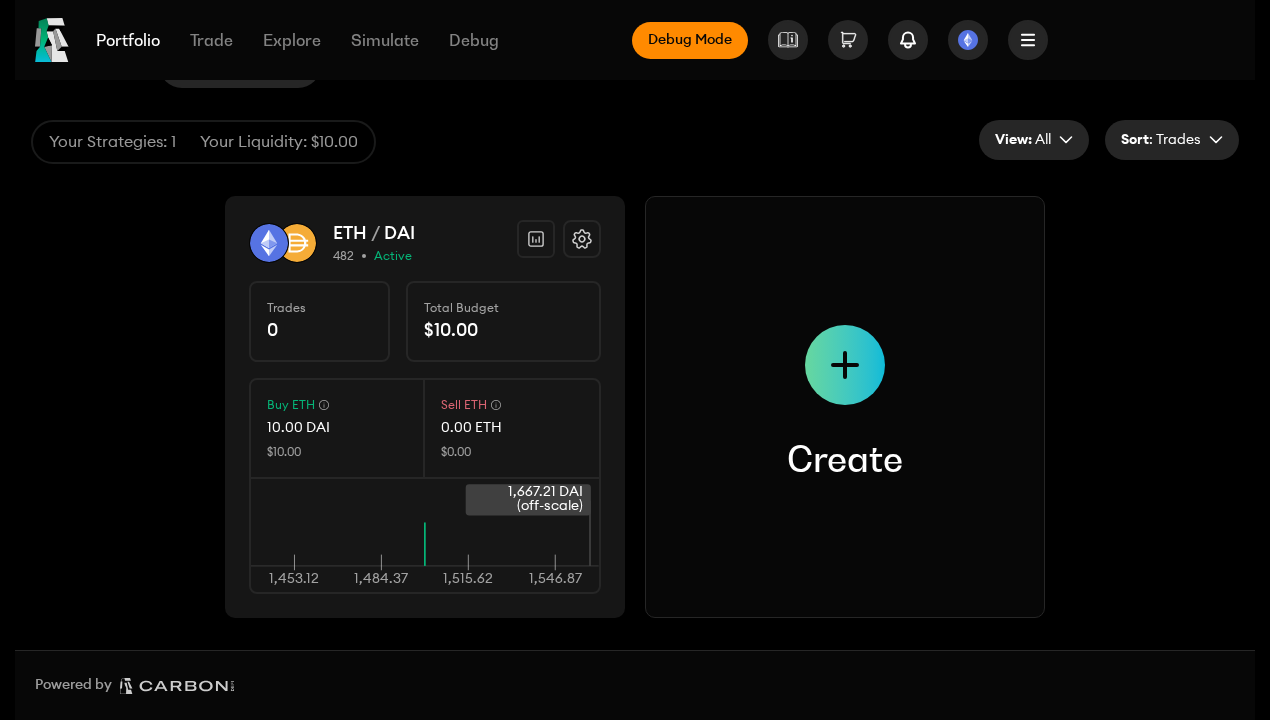 Portfolio Trade Explore Simulate Debug Debug Mode
Your Strategies: 1 Your Liquidity: $10.00 View: All Sort: Trades
ETH / DAI
482 • Active
Trades Total Budget
0 $10.00
Buy ETH Sell ETH
10.00 DAI 0.00 ETH
$10.00 $0.00
1,667.21 DAI
(off-scale)
1,453.12 1,484.37 1,515.62 1,546.87
Create
Powered by CARBON